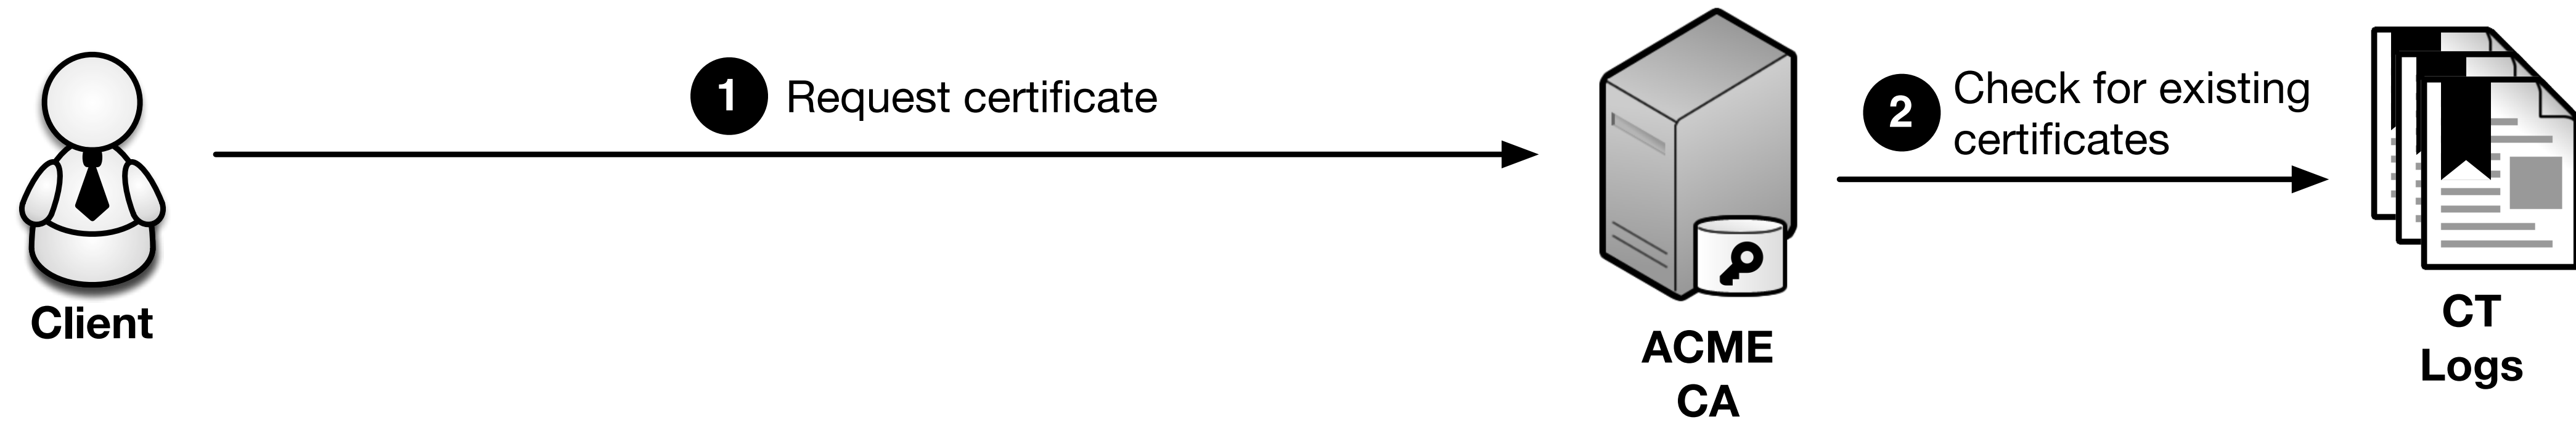 1 Request certificate
2 Check for existing
certificates
Client
ACME
CA
CT
Logs